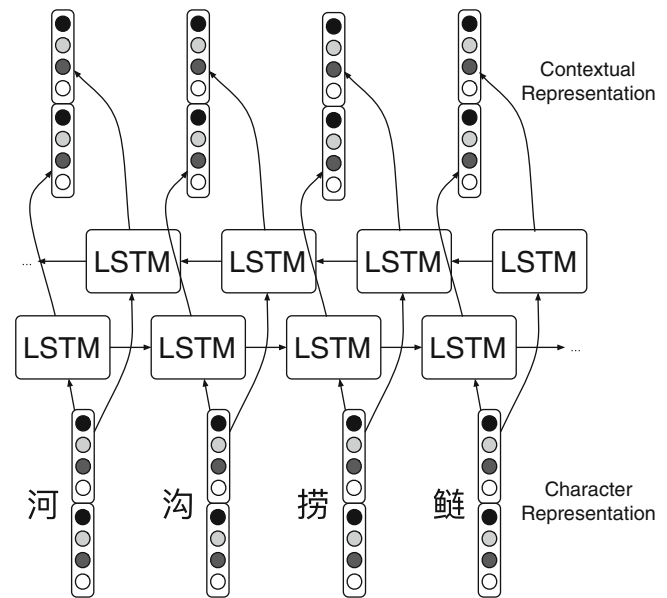 Contextual
Representation
LSTM LSTM LSTM LSTM
...
LSTM LSTM LSTM LSTM
...
河 沟 捞 鲢
Character
Representation